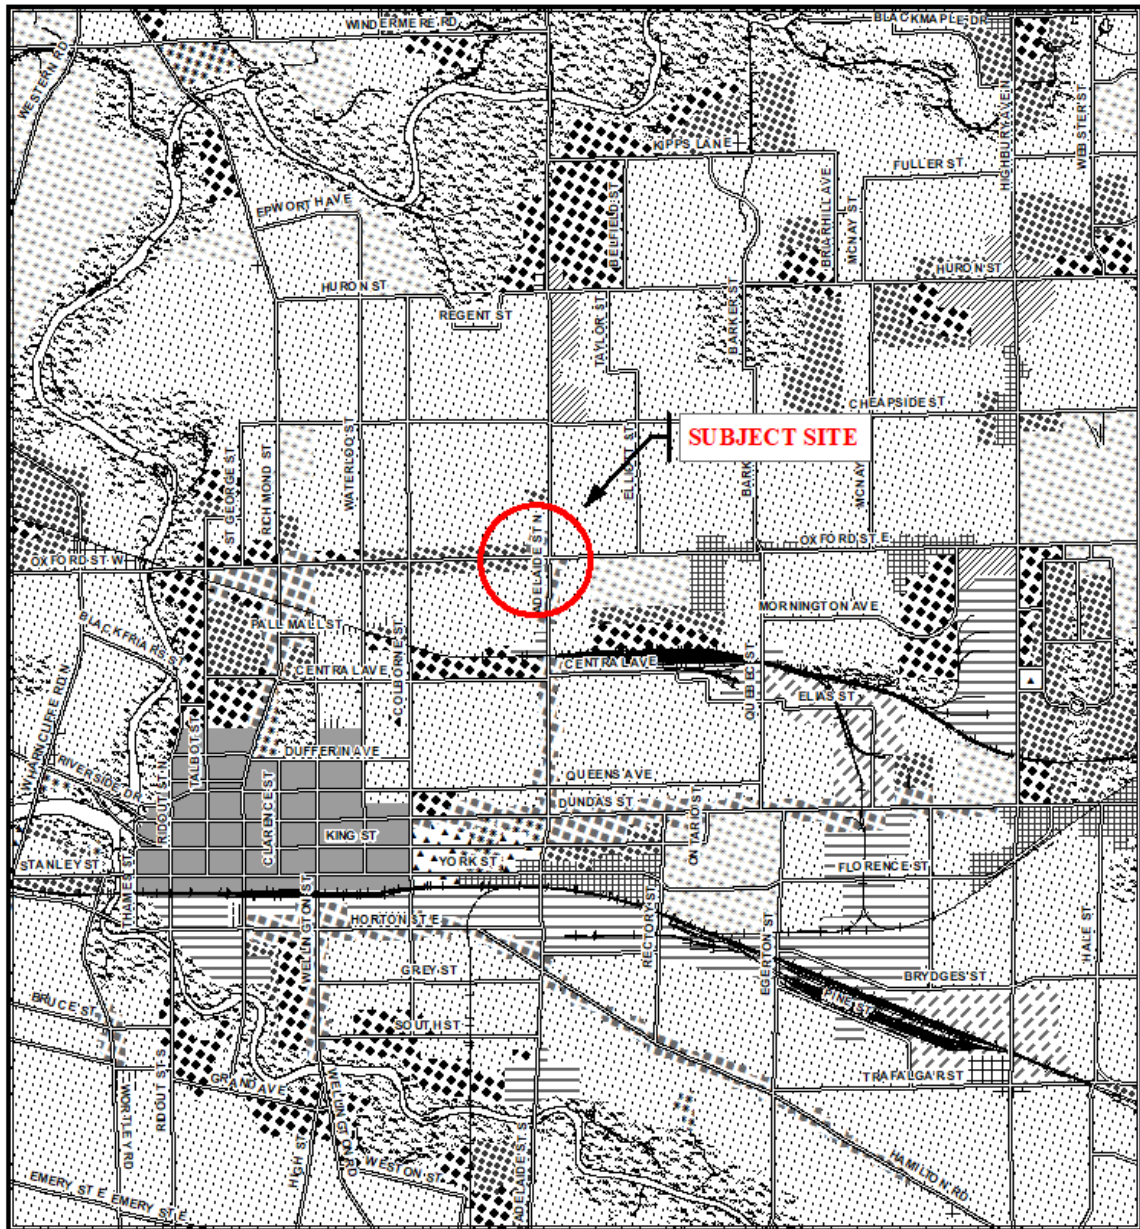 WINDERMERE RD
BLACKMAPLE DR
WESTERN RD
HIGHBURY AVE N
WEBSTER ST
KIPPS LANE
FULLER ST
EPWORTH AVE
BELFIELD ST
BRIARHILL AVE
MCNAY ST
HURON ST
HURON ST
REGENT ST
TAYLOR ST
BARKER ST
CHEAPSIDE ST
SUBJECT SITE
ST GEORGE ST
RICHMOND ST
WATERLOO ST
ELLIOTT ST
BARK
MCNAY
OXFORD ST W
ADELAIDE ST N
OXFORD ST E
MORNINGTON AVE
BLACKFRIARS S
PALL MALL ST
COLBORNE ST
CENTRAL AVE
CENTRAL AVE
QUEBEC ST
ELIAS ST
WHARNCLIFFE RD N
TALBOT ST
DUFFERIN AVE
RIVERSIDE DR
RIDOUT ST N
CLARENCE ST
QUEENS AVE
DUNDAS ST
ONTARIO ST
KING ST
STANLEY ST
YORK ST
FLORENCE ST
THAMES ST
WELLINGTON ST
HORTON ST E
RECTORY ST
EGERTON ST
HALE ST
GREY ST
BRYDGES ST
PINE ST
BRUCE ST
SOUTH ST
RIDOUT ST S
GRAND AVE
WELLINGTON RD
TRAFALGAR ST
WORTLEY RD
HIGH ST
WESTON ST
ADELAIDE ST S
HAMILTON RD
EMERY ST E EMERY ST E